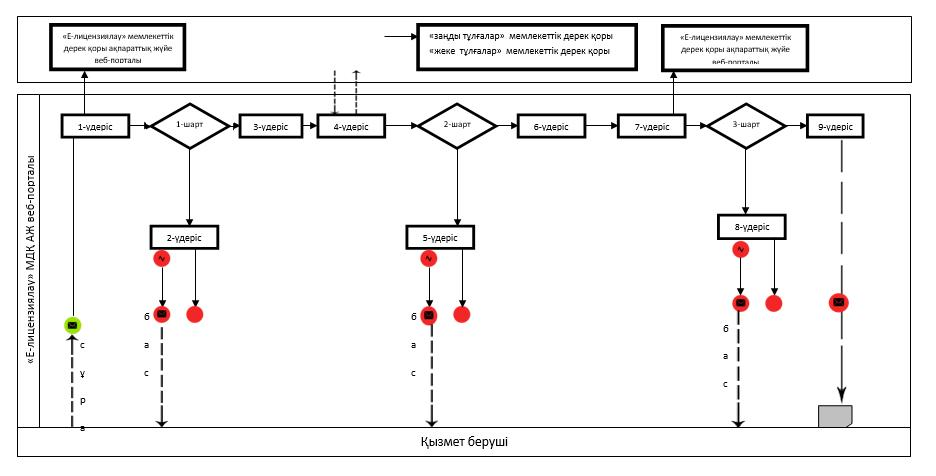 «Е-лицензиялау» мемлекеттік
дерек қоры ақпараттық жүйе
веб-порталы
«заңды тұлғалар» мемлекеттік дерек қоры
«жеке тұлғалар» мемлекеттік дерек қоры
«Е-лицензиялау» мемлекеттік
дерек қоры ақпараттық жүйе
веб-порталы
«Е-лицензиялау» МДҚ АЖ веб-порталы
1-үдеріс
1-шарт
3-үдеріс
4-үдеріс
2-шарт
6-үдеріс
7-үдеріс
3-шарт
9-үдеріс
2-үдеріс
5-үдеріс
8-үдеріс
с
ұ
р
а
б
а
с
б
а
с
б
а
с
Қызмет беруші